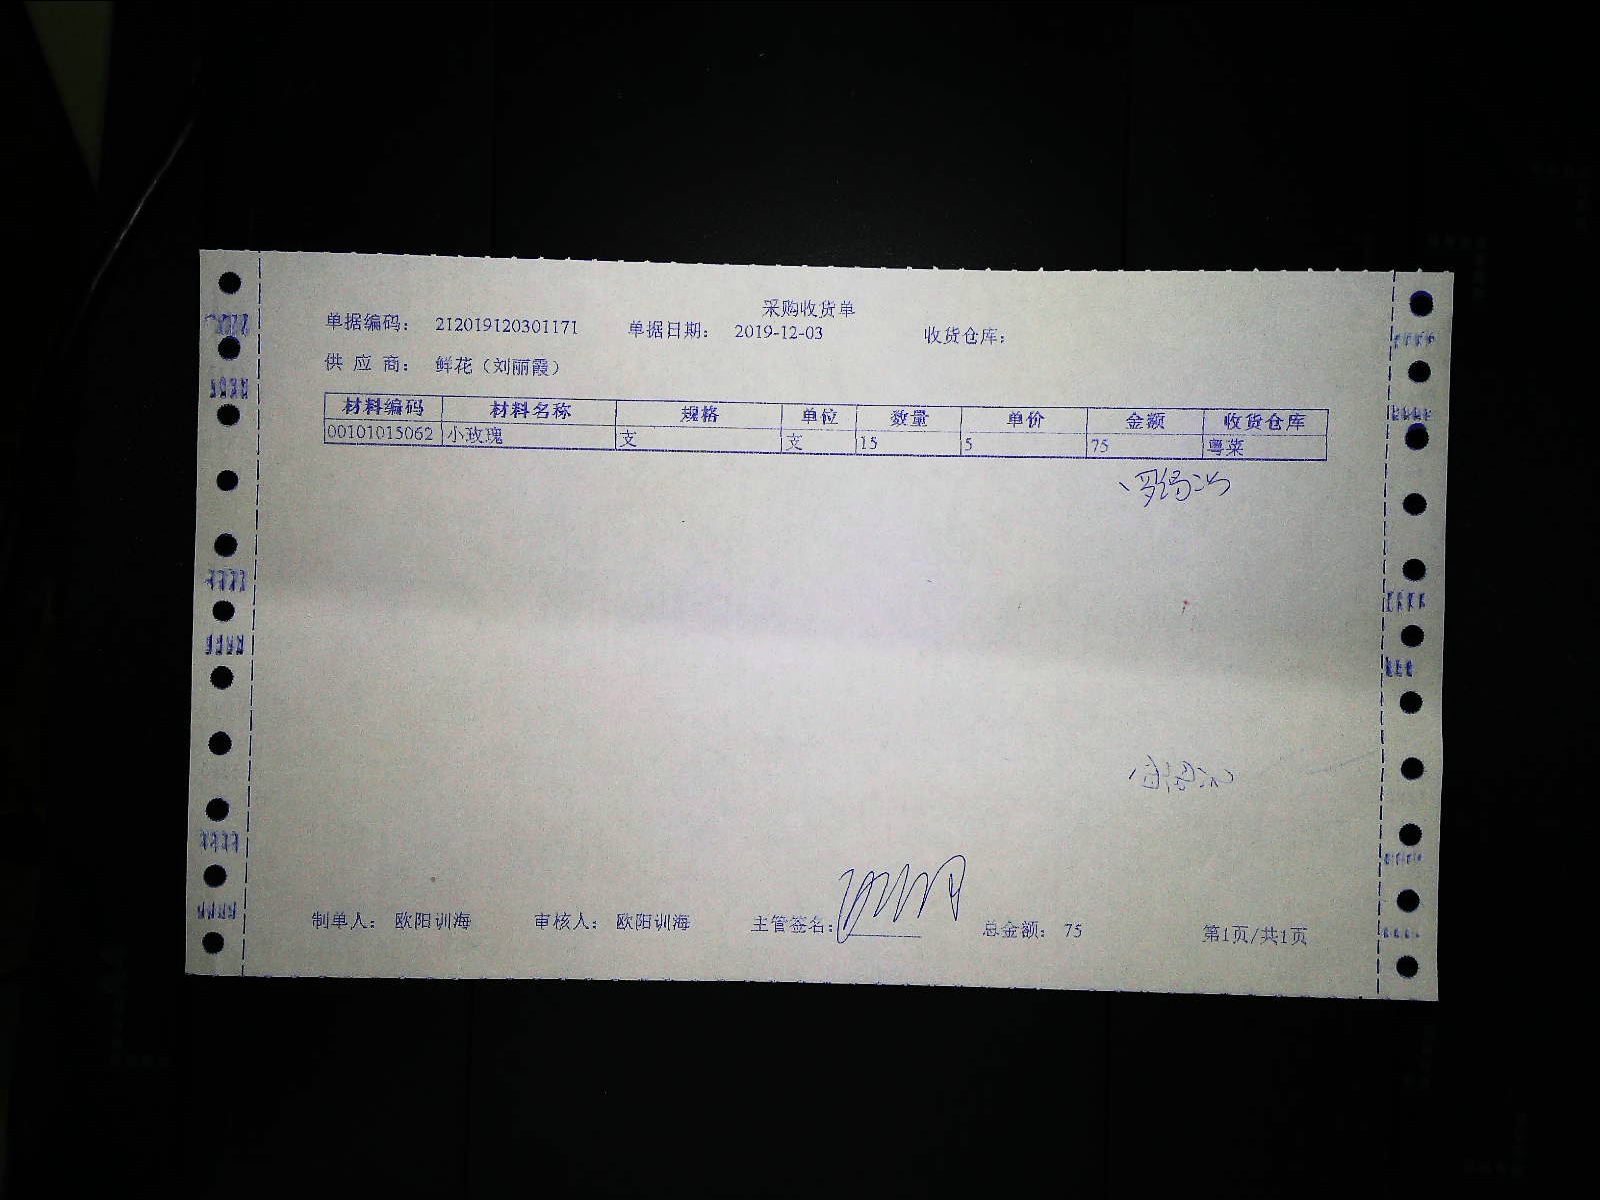 采购收货单
单据编码： 212019120301171 单据日期： 2019-12-03 收货仓库：
供 应 商： 鲜花（刘丽霞）
材料编码 材料名称 规格 单位 数量 单价 金额 收货仓库
00101015062 小玫瑰 支 支 15 5 75 粤菜
制单人： 欧阳训海 审核人： 欧阳训海 主管签名： 总金额： 75 第1页/共1页